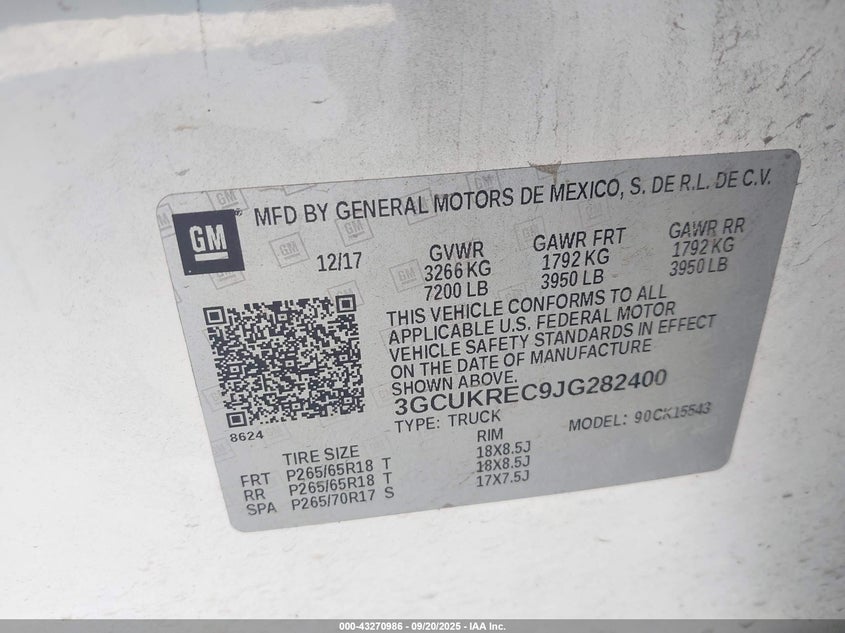 GM
MFD BY GENERAL MOTORS DE MEXICO, S. DE R.L. DE C.V.
12/17
GVWR
3266 KG
7200 LB
GAWR FRT
1792 KG
3950 LB
GAWR RR
1792 KG
3950 LB
THIS VEHICLE CONFORMS TO ALL
APPLICABLE U.S. FEDERAL MOTOR
VEHICLE SAFETY STANDARDS IN EFFECT
ON THE DATE OF MANUFACTURE
SHOWN ABOVE.
3GCUKREC9JG282400
TYPE: TRUCK
MODEL: 90CK15543
8624
TIRE SIZE RIM
FRT P265/65R18 T 18X8.5J
RR P265/65R18 T 18X8.5J
SPA P265/70R17 S 17X7.5J
000-43270986 - 09/20/2025 - IAA Inc.